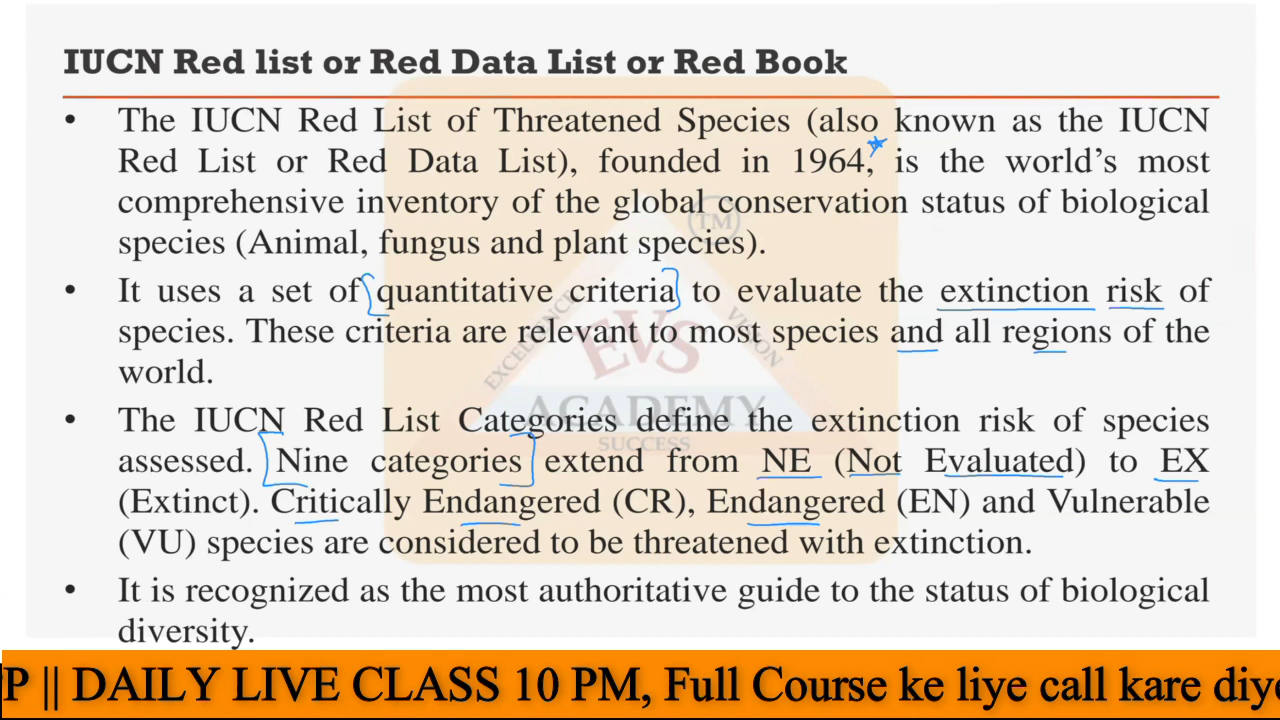 IUCN Red list or Red Data List or Red Book
• The IUCN Red List of Threatened Species (also known as the IUCN
Red List or Red Data List), founded in 1964, is the world's most
comprehensive inventory of the global conservation status of biological
species (Animal, fungus and plant species).
• It uses a set of quantitative criteria to evaluate the extinction risk of
species. These criteria are relevant to most species and all regions of the
world.
• The IUCN Red List Categories define the extinction risk of species
assessed. Nine categories extend from NE (Not Evaluated) to EX
(Extinct). Critically Endangered (CR), Endangered (EN) and Vulnerable
(VU) species are considered to be threatened with extinction.
• It is recognized as the most authoritative guide to the status of biological
diversity.
TM
EXCELLENCE
VISION
EVS
ACADEMY
SUCCESS
P || DAILY LIVE CLASS 10 PM, Full Course ke liye call kare